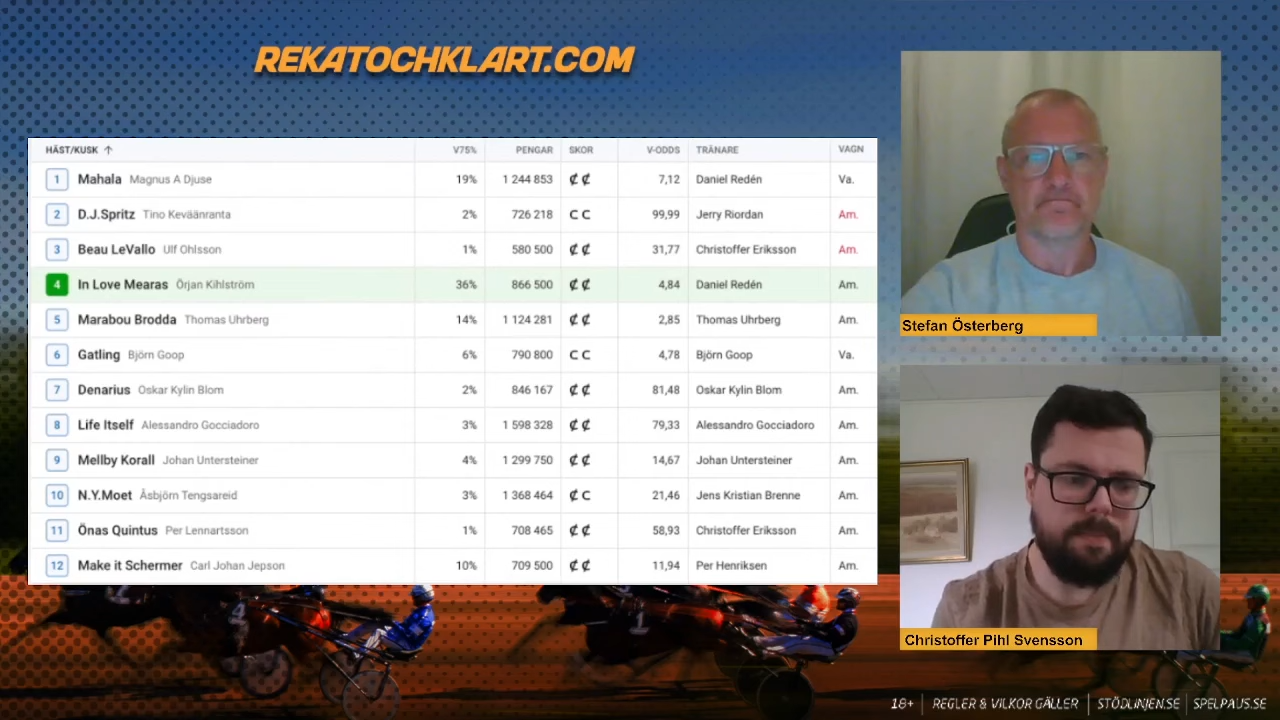 REKATOCHKLART.COM
HÄST/KUSK ↑ V75% PENGAR SKOR V-ODDS TRÄNARE VAGN
1 Mahala Magnus A Djuse 19% 1 244 853 ₡ ₡ 7,12 Daniel Redén Va.
2 D.J.Spritz Tino Keväänranta 2% 726 218 C C 99,99 Jerry Riordan Am.
3 Beau LeVallo Ulf Ohlsson 1% 580 500 ₡ ₡ 31,77 Christoffer Eriksson Am.
4 In Love Mearas Örjan Kihlström 36% 866 500 ₡ ₡ 4,84 Daniel Redén Am.
5 Marabou Brodda Thomas Uhrberg 14% 1 124 281 ₡ ₡ 2,85 Thomas Uhrberg Am.
6 Gatling Björn Goop 6% 790 800 C C 4,78 Björn Goop Va.
7 Denarius Oskar Kylin Blom 2% 846 167 ₡ ₡ 81,48 Oskar Kylin Blom Am.
8 Life Itself Alessandro Gocciadoro 3% 1 598 328 ₡ ₡ 79,33 Alessandro Gocciadoro Am.
9 Mellby Korall Johan Untersteiner 4% 1 299 750 ₡ ₡ 14,67 Johan Untersteiner Am.
10 N.Y.Moet Åsbjörn Tengsareid 3% 1 368 464 ₡ C 21,46 Jens Kristian Brenne Am.
11 Önas Quintus Per Lennartsson 1% 708 465 ₡ ₡ 58,93 Christoffer Eriksson Am.
12 Make it Schermer Carl Johan Jepson 10% 709 500 ₡ ₡ 11,94 Per Henriksen Am.
Stefan Österberg
Christoffer Pihl Svensson
4
1
18+ | REGLER & VILKOR GÄLLER | STÖDLINJEN.SE | SPELPAUS.SE